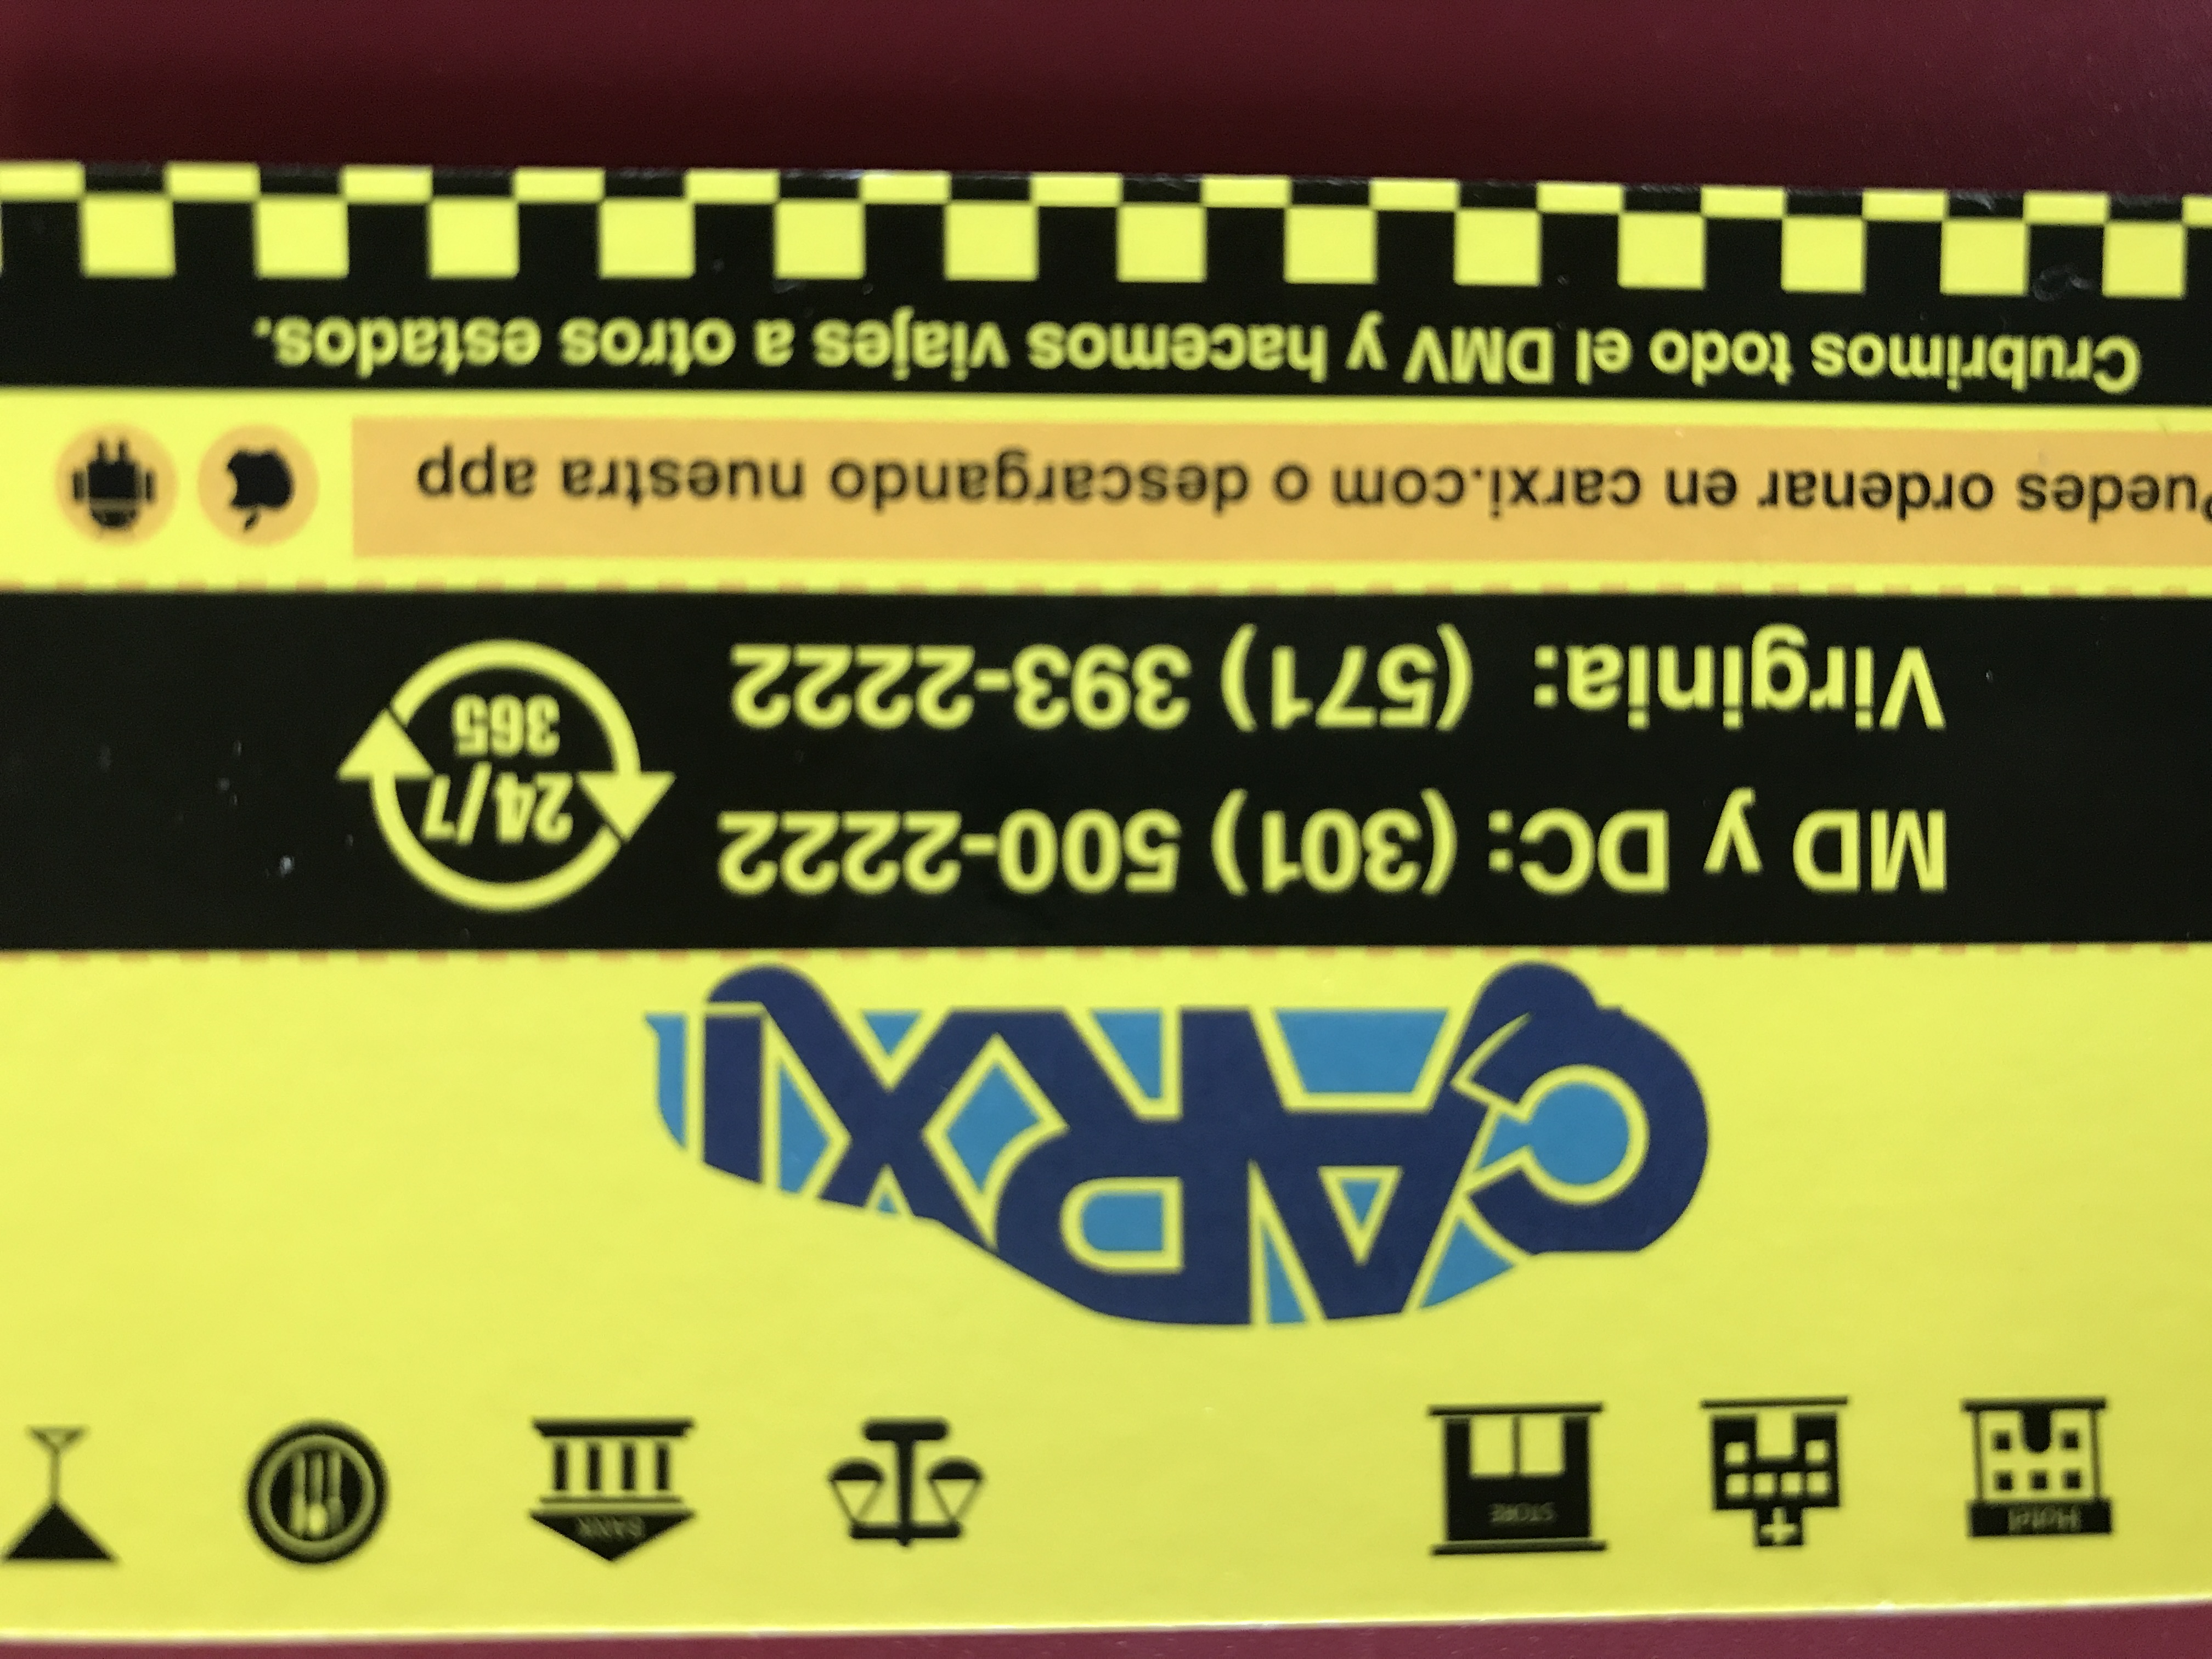 Hotel
STORE
BANK
CARXI
MD y DC: (301) 500-2222
Virginia: (571) 393-2222
24/7
365
Puedes ordenar en carxi.com o descargando nuestra app
Crubrimos todo el DMV y hacemos viajes a otros estados.